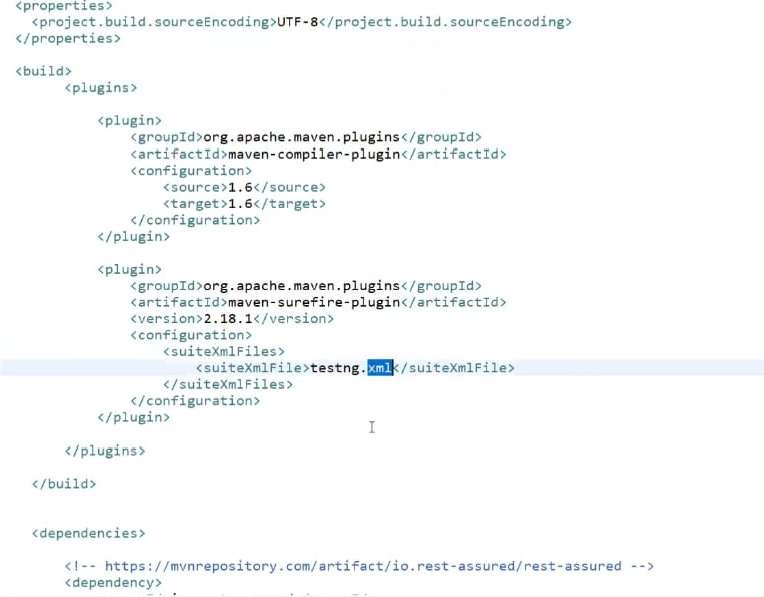 <properties>
<project.build.sourceEncoding>UTF-8</project.build.sourceEncoding>
</properties>
<build>
<plugins>
<plugin>
<groupId>org.apache.maven.plugins</groupId>
<artifactId>maven-compiler-plugin</artifactId>
<configuration>
<source>1.6</source>
<target>1.6</target>
</configuration>
</plugin>
<plugin>
<groupId>org.apache.maven.plugins</groupId>
<artifactId>maven-surefire-plugin</artifactId>
<version>2.18.1</version>
<configuration>
<suiteXmlFiles>
<suiteXmlFile>testng.xml</suiteXmlFile>
</suiteXmlFiles>
</configuration>
</plugin>
</plugins>
</build>
<dependencies>
<!-- https://mvnrepository.com/artifact/io.rest-assured/rest-assured -->
<dependency>